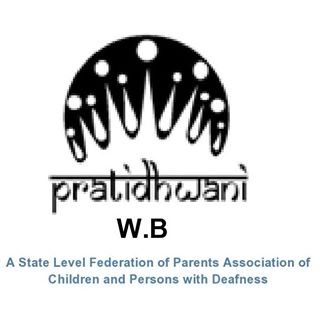 pratidhwani
W.B
A State Level Federation of Parents Association of
Children and Persons with Deafness